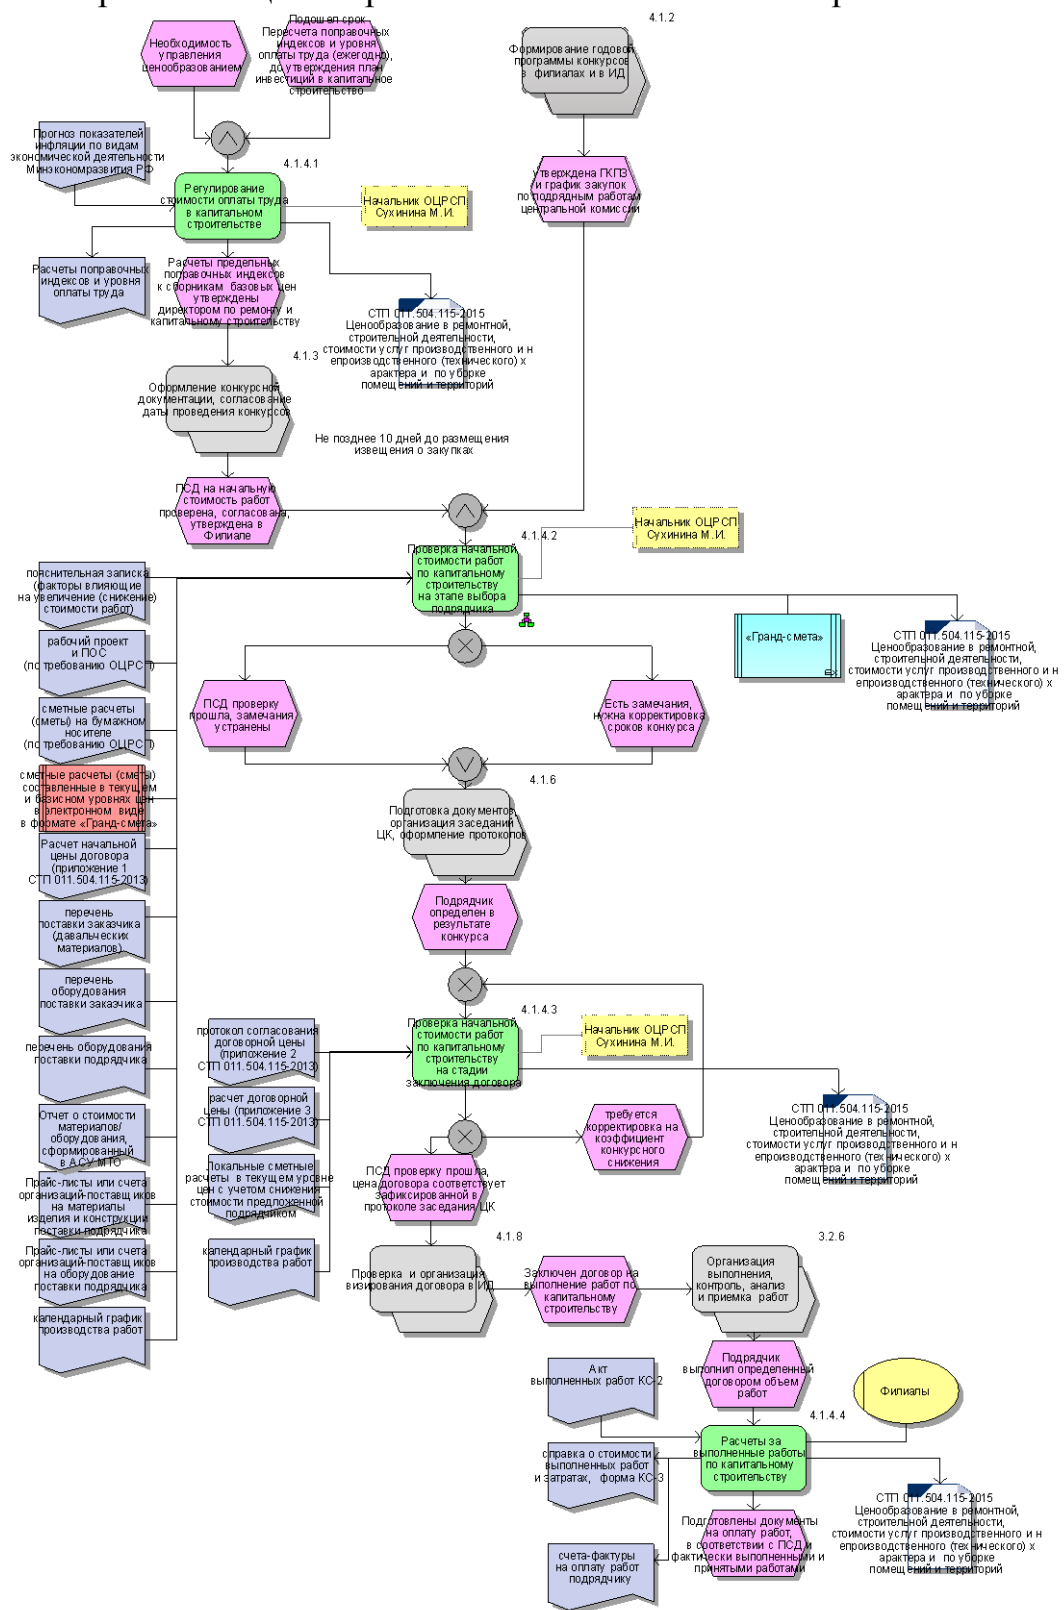 4.1.2
Необходимость
управления
ценообразованием
Подошел срок
Пересчета поправочных
индексов и уровня
оплаты труда (ежегодно),
до утверждения план
инвестиций в капитальное
строительство
Формирование годовой
программы конкурсов
в филиалах и в ИД
Прогноз показателей
инфляции по видам
экономической деятельности
Минэкономразвития РФ
4.1.4.1
Регулирование
стоимости оплаты труда
в капитальном
строительстве
Начальник ОЦРСП
Сухинина М.И.
утверждена ГКПЗ
и график закупок
по подрядным работам
центральной комиссии
Расчеты поправочных
индексов и уровня
оплаты труда
Расчеты предельных
поправочных индексов
к сборникам базовых цен
утверждены
директором по ремонту и
капитальному строительству
СТП 011.504.115-2015
Ценообразование в ремонтной,
строительной деятельности,
стоимости услуг производственного и н
епроизводственного (технического) х
арактера и по уборке
помещений и территорий
4.1.3
Оформление конкурсной
документации, согласование
даты проведения конкурсов
Не позднее 10 дней до размещения
извещения о закупках
ПСД на начальную
стоимость работ
проверена, согласована,
утверждена в
Филиале
4.1.4.2
Проверка начальной
стоимости работ
по капитальному
строительству
на этапе выбора
подрядчика
Начальник ОЦРСП
Сухинина М.И.
пояснительная записка
(факторы влияющие
на увеличение (снижение)
стоимости работ)
рабочий проект
и ПОС
(по требованию ОЦРСП)
«Гранд-смета»
СТП 011.504.115-2015
Ценообразование в ремонтной,
строительной деятельности,
стоимости услуг производственного и н
епроизводственного (технического) х
арактера и по уборке
помещений и территорий
ПСД проверку
прошла, замечания
устранены
Есть замечания,
нужна корректировка
сроков конкурса
сметные расчеты
(сметы) на бумажном
носителе
(по требованию ОЦРСП)
сметные расчеты (сметы)
составленные в текущем
и базисном уровнях цен
в электронном виде
в формате «Гранд-смета»
4.1.6
Подготовка документов,
организация заседаний
ЦК, оформление протоколов
Расчет начальной
цены договора
(приложение 1
СТП 011.504.115-2013)
перечень
поставки заказчика
(давальческих
материалов)
Подрядчик
определен в
результате
конкурса
перечень
оборудования
поставки заказчика
4.1.4.3
Проверка начальной
стоимости работ
по капитальному
строительству
на стадии
заключения договора
Начальник ОЦРСП
Сухинина М.И.
протокол согласования
договорной цены
(приложение 2
СТП 011.504.115-2013)
перечень оборудования
поставки подрядчика
расчет договорной
цены (приложение 3
СТП 011.504.115-2013)
Отчет о стоимости
материалов/
оборудования,
сформированный
в АСУ МТО
требуется
корректировка на
коэффициент
конкурсного
снижения
СТП 011.504.115-2015
Ценообразование в ремонтной,
строительной деятельности,
стоимости услуг производственного и н
епроизводственного (технического) х
арактера и по уборке
помещений и территорий
Локальные сметные
расчеты в текущем уровне
цен с учетом снижения
стоимости предложенной
подрядчиком
ПСД проверку прошла,
цена договора соответствует
зафиксированной в
протоколе заседания ЦК
Прайс-листы или счета
организаций-поставщиков
на материалы
изделия и конструкции
поставки подрядчика
Прайс-листы или счета
организаций-поставщиков
на оборудование
поставки подрядчика
календарный график
производства работ
4.1.8
Проверка и организация
визирования договора в ИД
Заключен договор на
выполнение работ по
капитальному
строительству
3.2.6
Организация
выполнения,
контроль, анализ
и приемка работ
календарный график
производства работ
Подрядчик
выполнил определенный
договором объем
работ
Акт
выполненных работ КС-2
Филиалы
4.1.4.4
Расчеты за
выполненные работы
по капитальному
строительству
справка о стоимости
выполненных работ
и затратах, форма КС-3
СТП 011.504.115-2015
Ценообразование в ремонтной,
строительной деятельности,
стоимости услуг производственного и н
епроизводственного (технического) х
арактера и по уборке
помещений и территорий
Подготовлены документы
на оплату работ,
в соответствии с ПСД и
фактически выполненными и
принятыми работами
счета-фактуры
на оплату работ
подрядчику